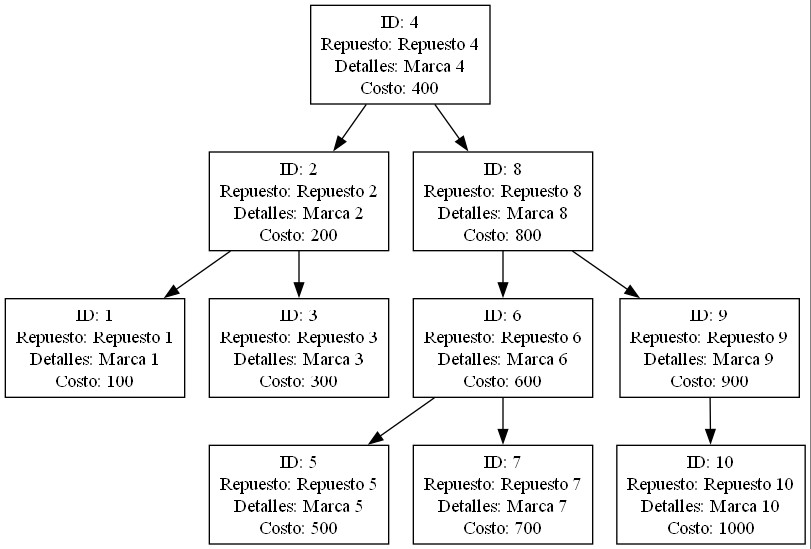 ID: 4
Repuesto: Repuesto 4
Detalles: Marca 4
Costo: 400
ID: 2
Repuesto: Repuesto 2
Detalles: Marca 2
Costo: 200
ID: 8
Repuesto: Repuesto 8
Detalles: Marca 8
Costo: 800
ID: 1
Repuesto: Repuesto 1
Detalles: Marca 1
Costo: 100
ID: 3
Repuesto: Repuesto 3
Detalles: Marca 3
Costo: 300
ID: 6
Repuesto: Repuesto 6
Detalles: Marca 6
Costo: 600
ID: 9
Repuesto: Repuesto 9
Detalles: Marca 9
Costo: 900
ID: 5
Repuesto: Repuesto 5
Detalles: Marca 5
Costo: 500
ID: 7
Repuesto: Repuesto 7
Detalles: Marca 7
Costo: 700
ID: 10
Repuesto: Repuesto 10
Detalles: Marca 10
Costo: 1000